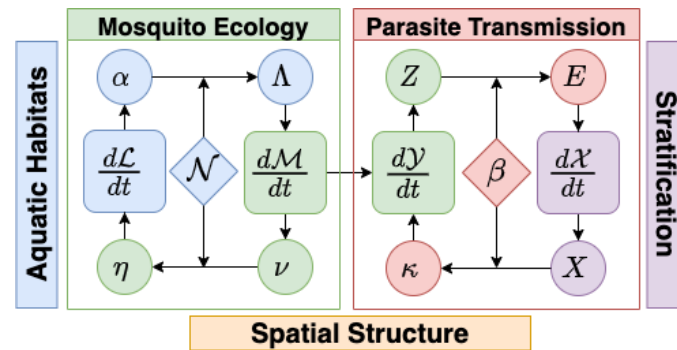 Mosquito Ecology
Parasite Transmission
Aquatic Habitats
α
Λ
Z
E
Stratification
dℒ/dt
𝒩
dℳ/dt
d𝒴/dt
β
d𝒳/dt
η
ν
κ
X
Spatial Structure